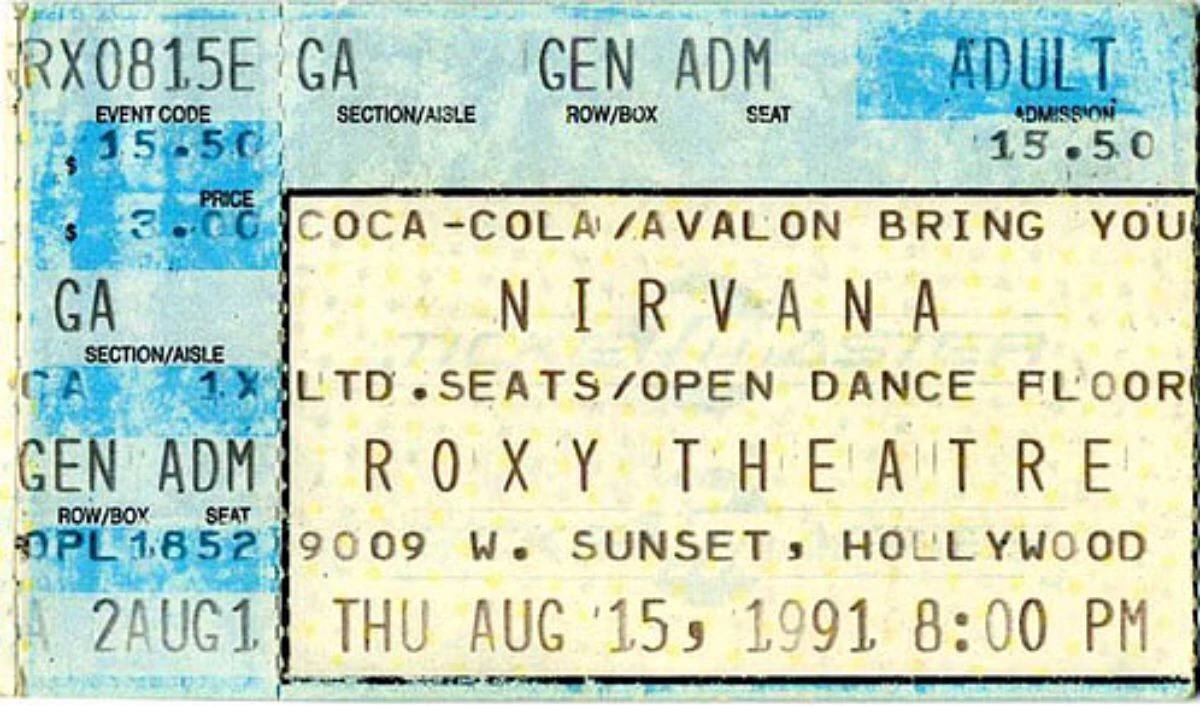 RX0815E GA GEN ADM ADULT
EVENT CODE SECTION/AISLE ROW/BOX SEAT ADMISSION
$ 15.50 15.50
PRICE
$ 3.00 COCA-COLA/AVALON BRING YOU
GA NIRVANA
SECTION/AISLE
TICKETMASTER
CA 1X LTD.SEATS/OPEN DANCE FLOOR
GEN ADM ROXY THEATRE
ROW/BOX SEAT
OPL1852 9009 W. SUNSET, HOLLYWOOD
A 2AUG1 THU AUG 15, 1991 8:00 PM